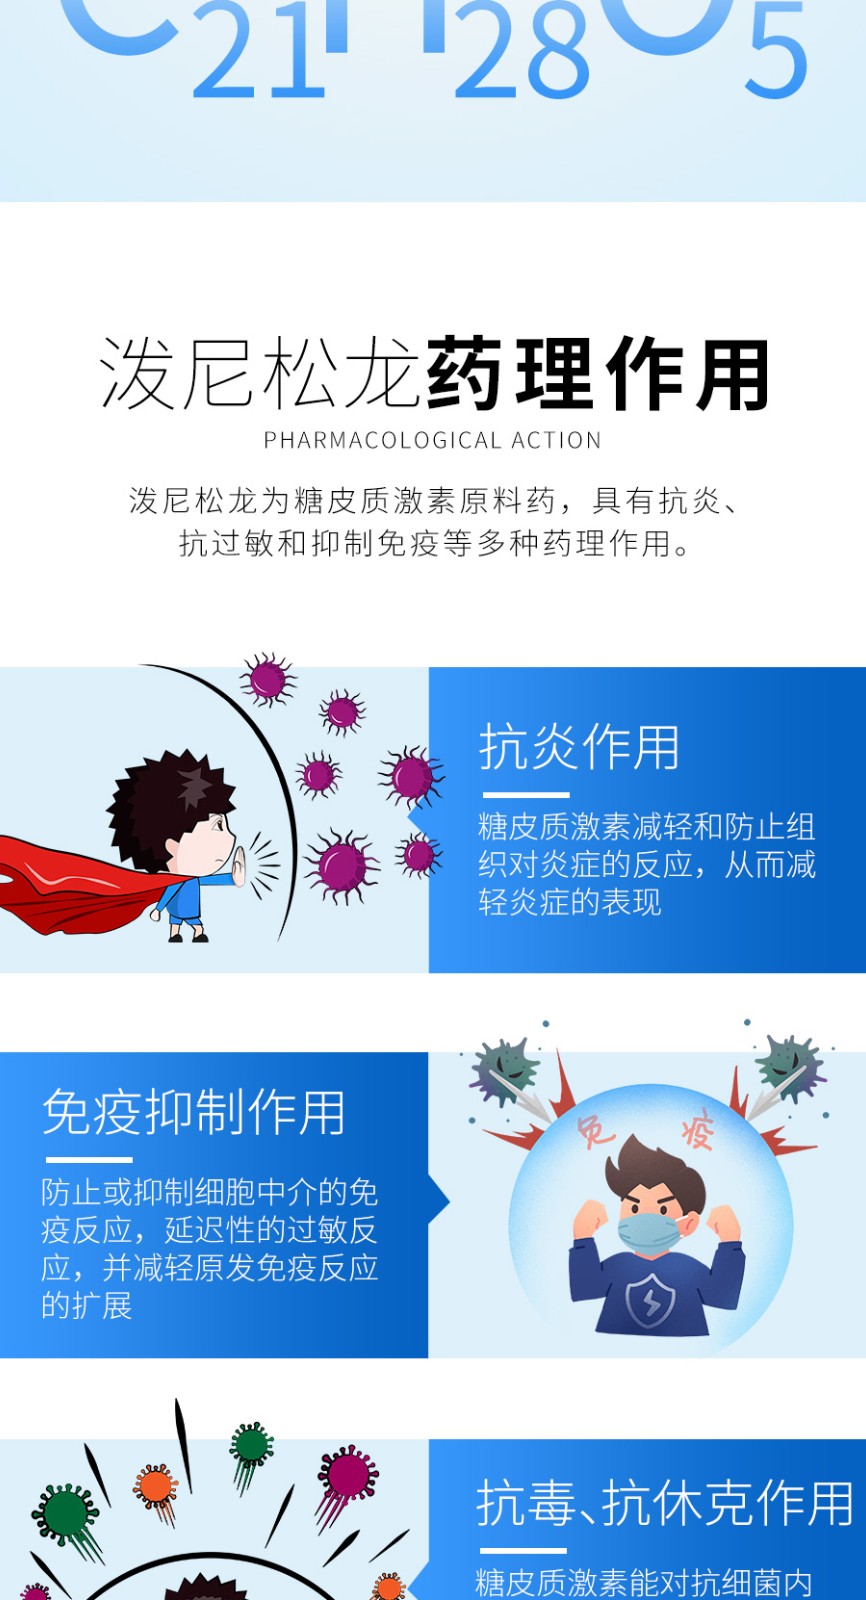 C21H28O5
泼尼松龙药理作用
PHARMACOLOGICAL ACTION
泼尼松龙为糖皮质激素原料药，具有抗炎、
抗过敏和抑制免疫等多种药理作用。
抗炎作用
糖皮质激素减轻和防止组
织对炎症的反应，从而减
轻炎症的表现
免疫抑制作用
防止或抑制细胞中介的免
疫反应，延迟性的过敏反
应，并减轻原发免疫反应
的扩展
免 疫
抗毒、抗休克作用
糖皮质激素能对抗细菌内